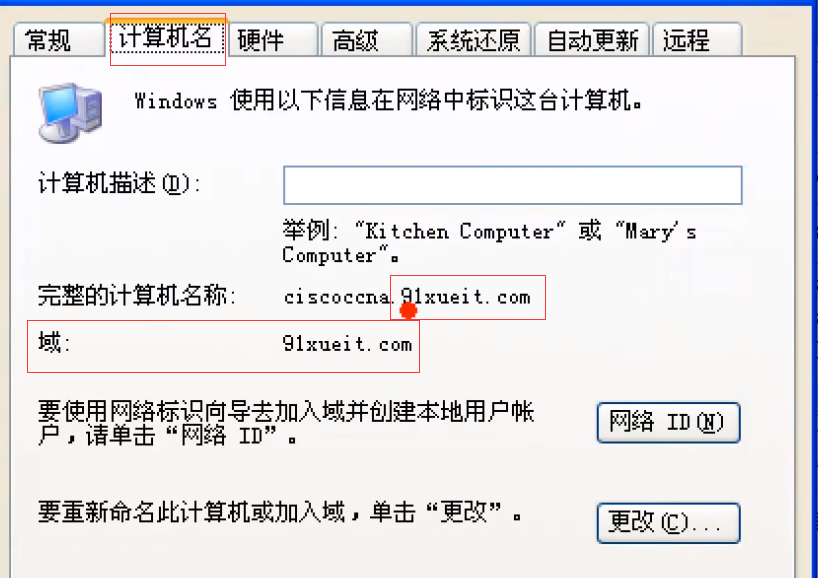 常规 计算机名 硬件 高级 系统还原 自动更新 远程
Windows 使用以下信息在网络中标识这台计算机。
计算机描述(D):
举例: "Kitchen Computer" 或 "Mary's
Computer"。
完整的计算机名称: ciscoccna.91xueit.com
域: 91xueit.com
要使用网络标识向导去加入域并创建本地用户帐
户，请单击“网络 ID”。
网络 ID(N)
要重新命名此计算机或加入域，单击“更改”。
更改(C)...